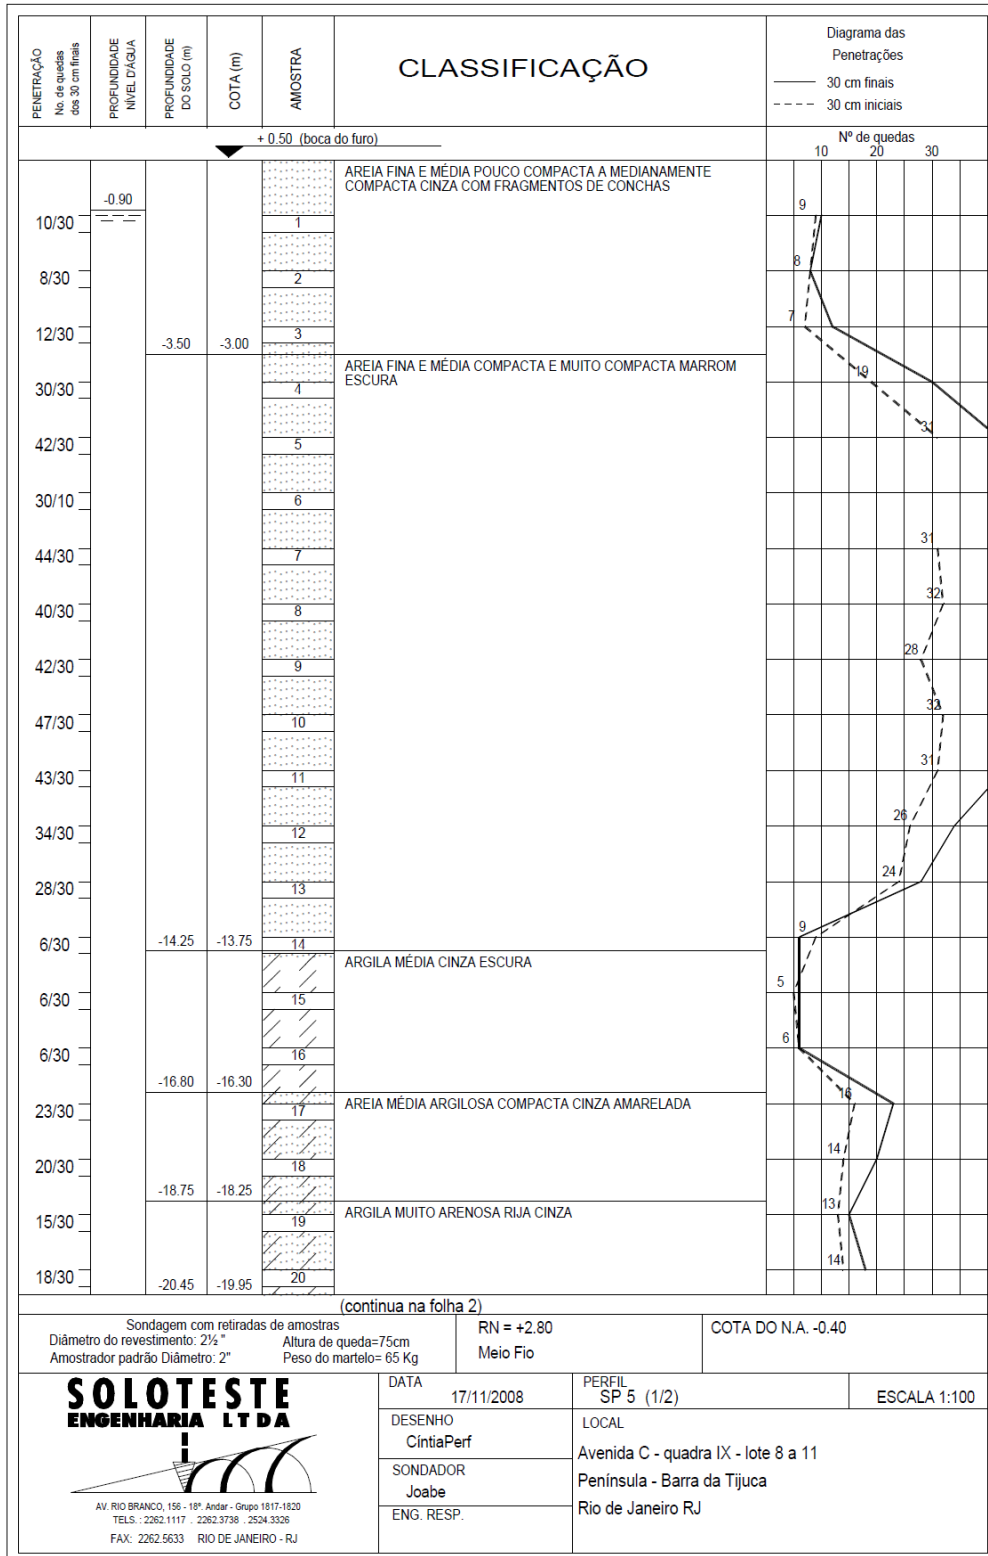 PENETRAÇÃO
No. de quedas
dos 30 cm finais
PROFUNDIDADE
NÍVEL D'ÁGUA
PROFUNDIDADE
DO SOLO (m)
COTA (m)
AMOSTRA
CLASSIFICAÇÃO
Diagrama das
Penetrações
30 cm finais
30 cm iniciais
+ 0.50 (boca do furo)
Nº de quedas
10 20 30
AREIA FINA E MÉDIA POUCO COMPACTA A MEDIANAMENTE
COMPACTA CINZA COM FRAGMENTOS DE CONCHAS
-0.90
9
10/30
1
8
8/30
2
7
12/30
3
-3.50 -3.00
AREIA FINA E MÉDIA COMPACTA E MUITO COMPACTA MARROM
ESCURA
19
30/30
4
31
42/30
5
30/10
6
31
44/30
7
32
40/30
8
28
42/30
9
32
47/30
10
31
43/30
11
26
34/30
12
24
28/30
13
9
6/30
-14.25 -13.75
14
ARGILA MÉDIA CINZA ESCURA
5
6/30
15
6
6/30
16
-16.80 -16.30
16
AREIA MÉDIA ARGILOSA COMPACTA CINZA AMARELADA
23/30
17
14
20/30
18
-18.75 -18.25
13
ARGILA MUITO ARENOSA RIJA CINZA
15/30
19
14
18/30
20
-20.45 -19.95
(continua na folha 2)
Sondagem com retiradas de amostras
Diâmetro do revestimento: 2½ " Altura de queda=75cm
Amostrador padrão Diâmetro: 2" Peso do martelo= 65 Kg
RN = +2.80
Meio Fio
COTA DO N.A. -0.40
SOLOTESTE
ENGENHARIA LTDA
AV. RIO BRANCO, 156 - 18º. Andar - Grupo 1817-1820
TELS. : 2262.1117 . 2262.3738 . 2524.3326
FAX: 2262.5633 RIO DE JANEIRO - RJ
DATA
17/11/2008
PERFIL
SP 5 (1/2)
ESCALA 1:100
DESENHO
CíntiaPerf
SONDADOR
Joabe
ENG. RESP.
LOCAL
Avenida C - quadra IX - lote 8 a 11
Península - Barra da Tijuca
Rio de Janeiro RJ